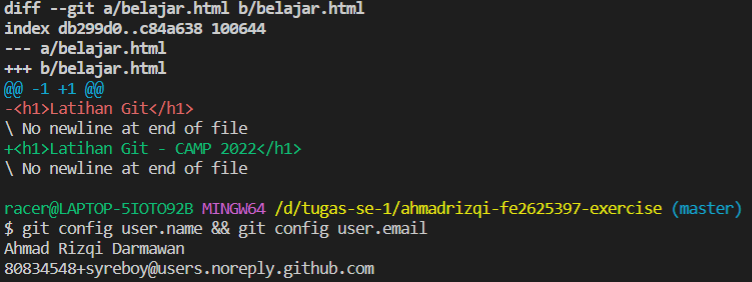 diff --git a/belajar.html b/belajar.html
index db299d0..c84a638 100644
--- a/belajar.html
+++ b/belajar.html
@@ -1 +1 @@
-<h1>Latihan Git</h1>
\ No newline at end of file
+<h1>Latihan Git - CAMP 2022</h1>
\ No newline at end of file
racer@LAPTOP-5IOTO92B MINGW64 /d/tugas-se-1/ahmadrizqi-fe2625397-exercise (master)
$ git config user.name && git config user.email
Ahmad Rizqi Darmawan
80834548+syreboy@users.noreply.github.com